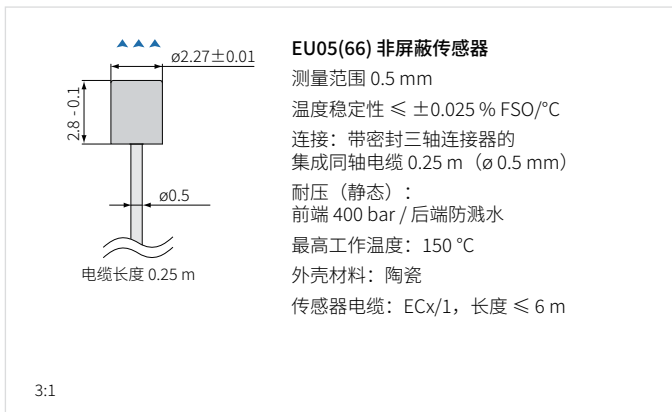 ø2.27±0.01
2.8 - 0.1
ø0.5
电缆长度 0.25 m
3:1
EU05(66) 非屏蔽传感器
测量范围 0.5 mm
温度稳定性 ≤ ±0.025 % FSO/°C
连接：带密封三轴连接器的
集成同轴电缆 0.25 m（ø 0.5 mm）
耐压（静态）：
前端 400 bar / 后端防溅水
最高工作温度：150 °C
外壳材料：陶瓷
传感器电缆：ECx/1，长度 ≤ 6 m